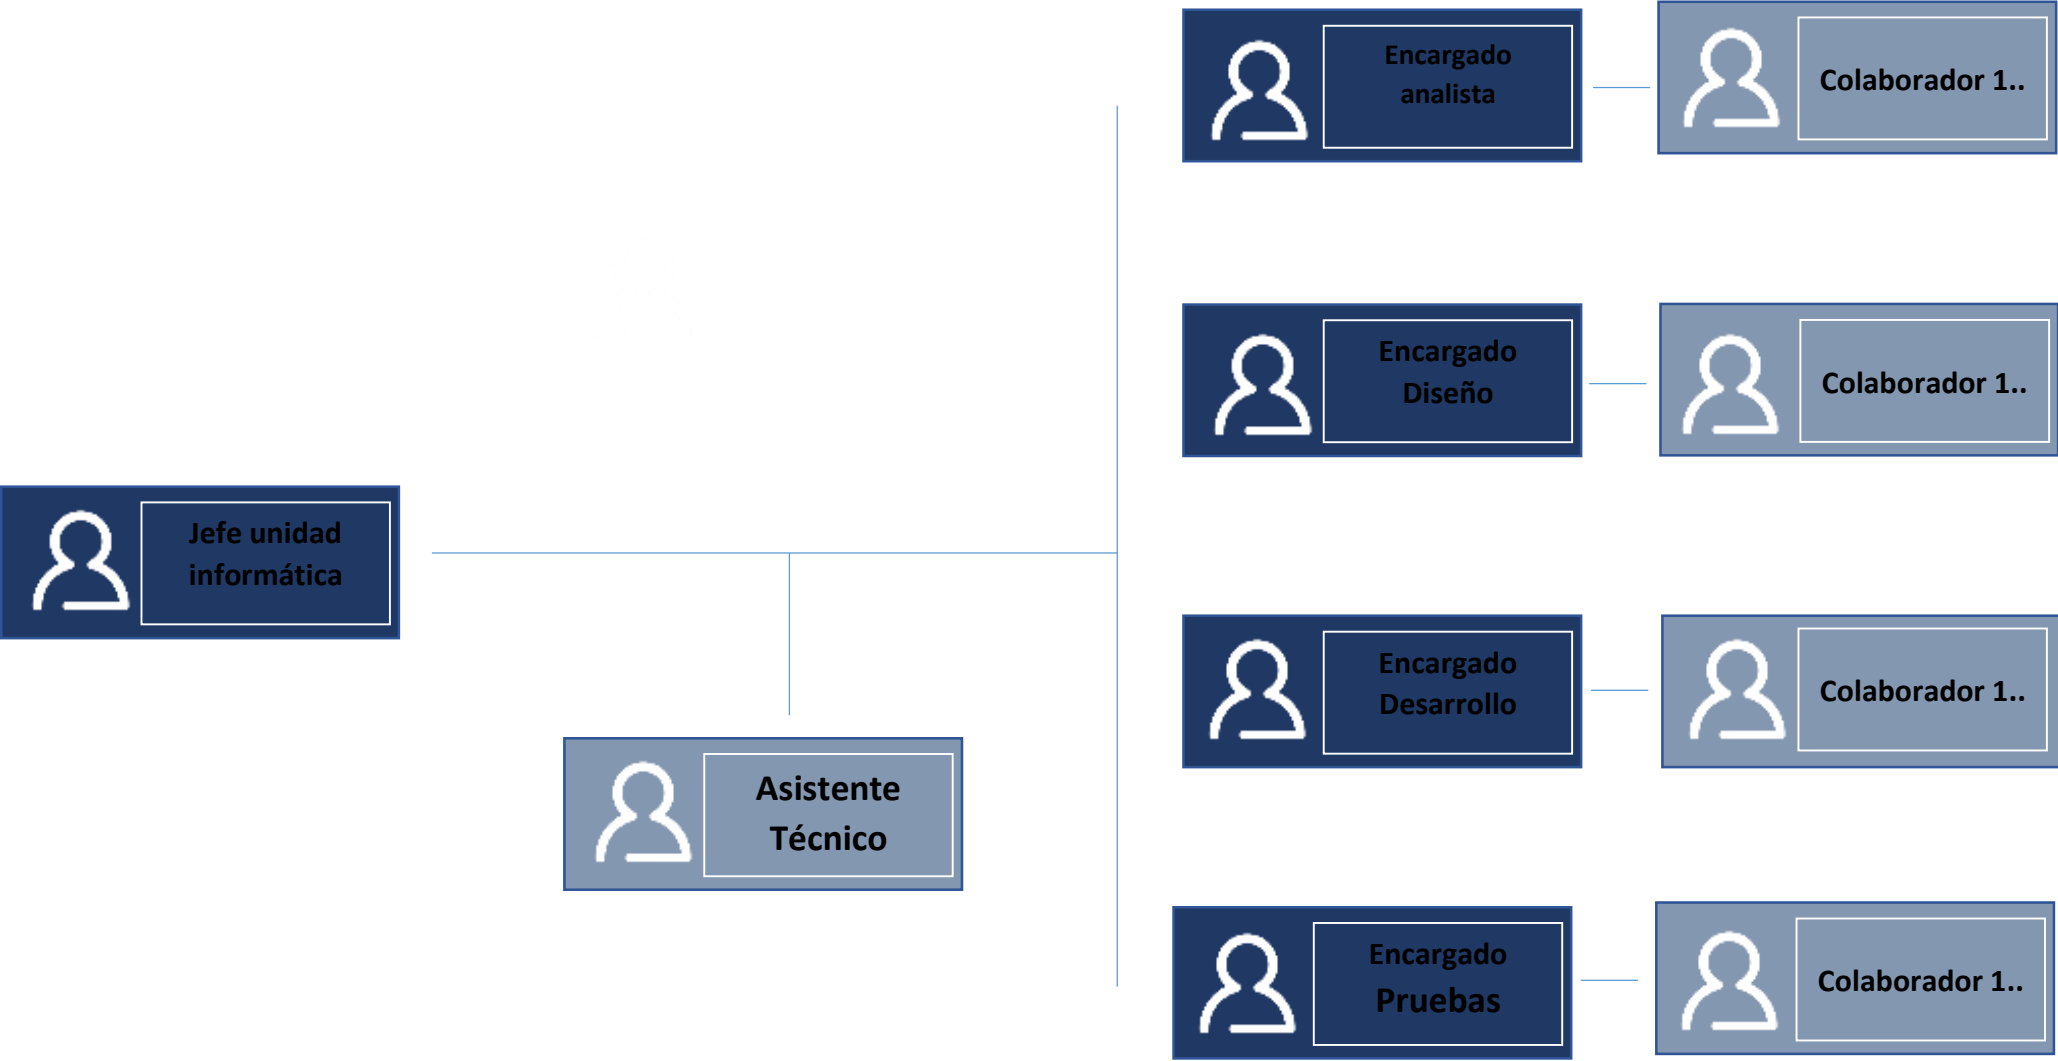 Encargado
analista
Colaborador 1..
Encargado
Diseño
Colaborador 1..
Jefe unidad
informática
Encargado
Desarrollo
Colaborador 1..
Asistente
Técnico
Encargado
Pruebas
Colaborador 1..